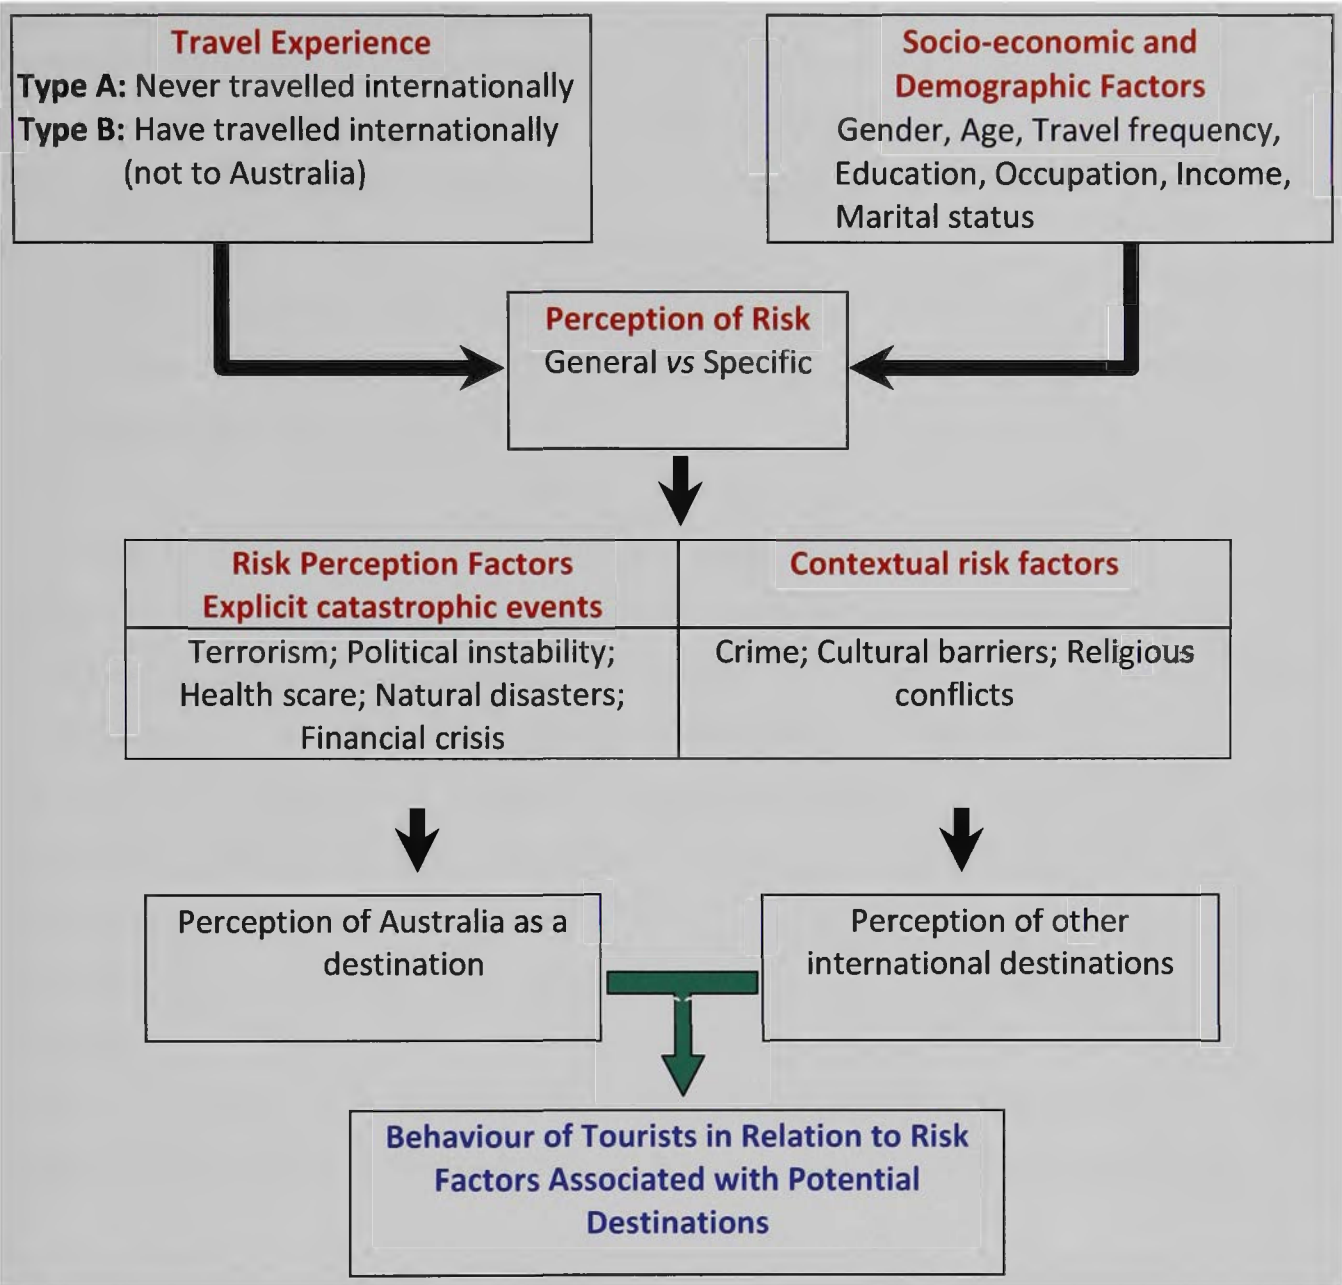 Travel Experience
Type A: Never travelled internationally
Type B: Have travelled internationally
(not to Australia)
Socio-economic and
Demographic Factors
Gender, Age, Travel frequency,
Education, Occupation, Income,
Marital status
Perception of Risk
General vs Specific
Risk Perception Factors
Explicit catastrophic events
Contextual risk factors
Terrorism; Political instability;
Health scare; Natural disasters;
Financial crisis
Crime; Cultural barriers; Religious
conflicts
Perception of Australia as a
destination
Perception of other
international destinations
Behaviour of Tourists in Relation to Risk
Factors Associated with Potential
Destinations